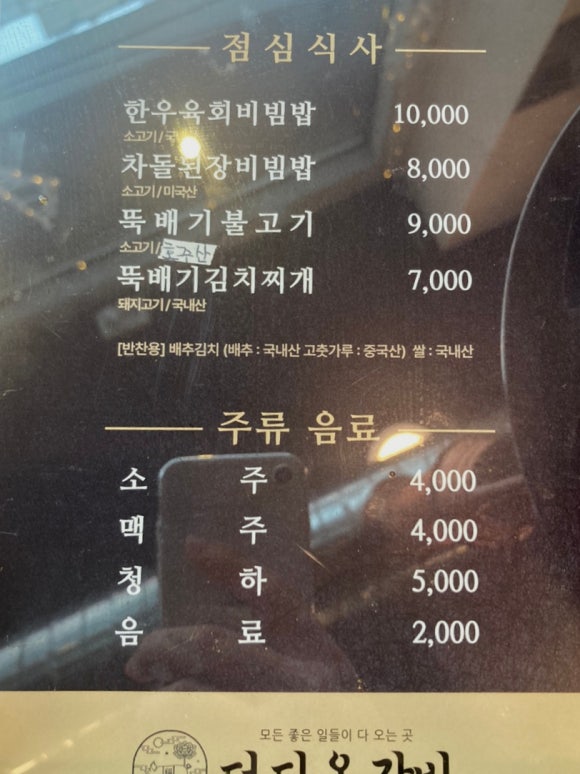 점심식사
한우육회비빔밥 10,000
소고기/국
차돌된장비빔밥 8,000
소고기/미국산
뚝배기불고기 9,000
소고기/호주산
뚝배기김치찌개 7,000
돼지고기/국내산
[반찬용] 배추김치 (배추 : 국내산 고춧가루 : 중국산) 쌀 : 국내산
주류 음료
소주 4,000
맥주 4,000
청하 5,000
음료 2,000
모든 좋은 일들이 다 오는 곳